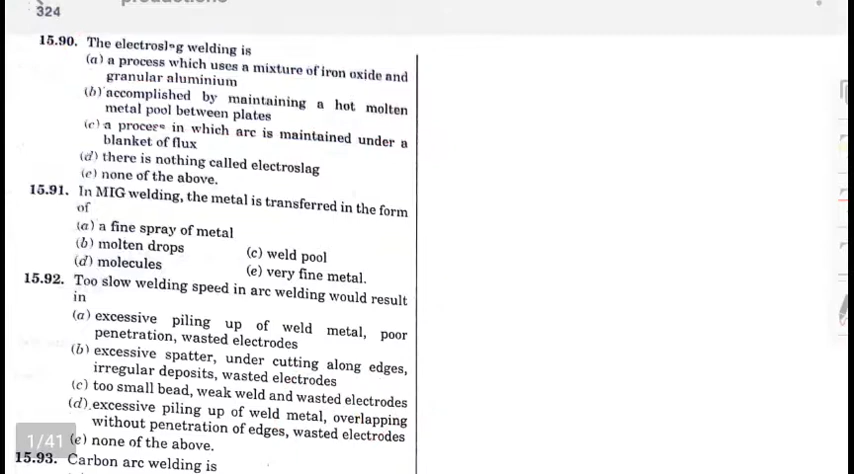 324
15.90. The electroslag welding is
(a) a process which uses a mixture of iron oxide and
granular aluminium
(b) accomplished by maintaining a hot molten
metal pool between plates
(c) a process in which arc is maintained under a
blanket of flux
(d) there is nothing called electroslag
(e) none of the above.
15.91. In MIG welding, the metal is transferred in the form
of
(a) a fine spray of metal
(b) molten drops (c) weld pool
(d) molecules (e) very fine metal.
15.92. Too slow welding speed in arc welding would result
in
(a) excessive piling up of weld metal, poor
penetration, wasted electrodes
(b) excessive spatter, under cutting along edges,
irregular deposits, wasted electrodes
(c) too small bead, weak weld and wasted electrodes
(d) excessive piling up of weld metal, overlapping
without penetration of edges, wasted electrodes
1/41 (e) none of the above.
15.93. Carbon arc welding is